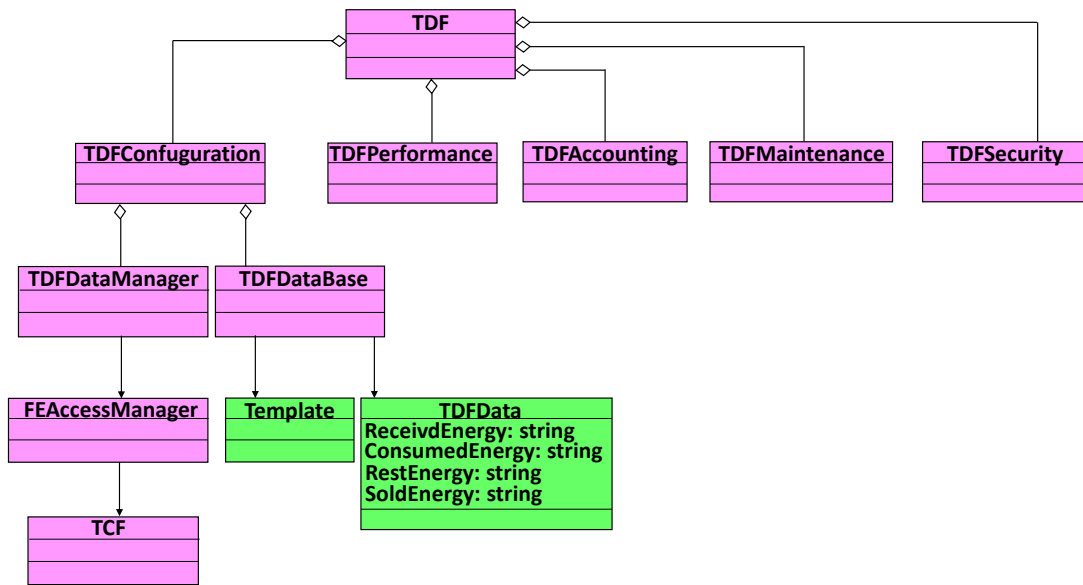 TDF
TDFConfuguration
TDFPerformance
TDFAccounting
TDFMaintenance
TDFSecurity
TDFDataManager
TDFDataBase
FEAccessManager
Template
TDFData
ReceivdEnergy: string
ConsumedEnergy: string
RestEnergy: string
SoldEnergy: string
TCF